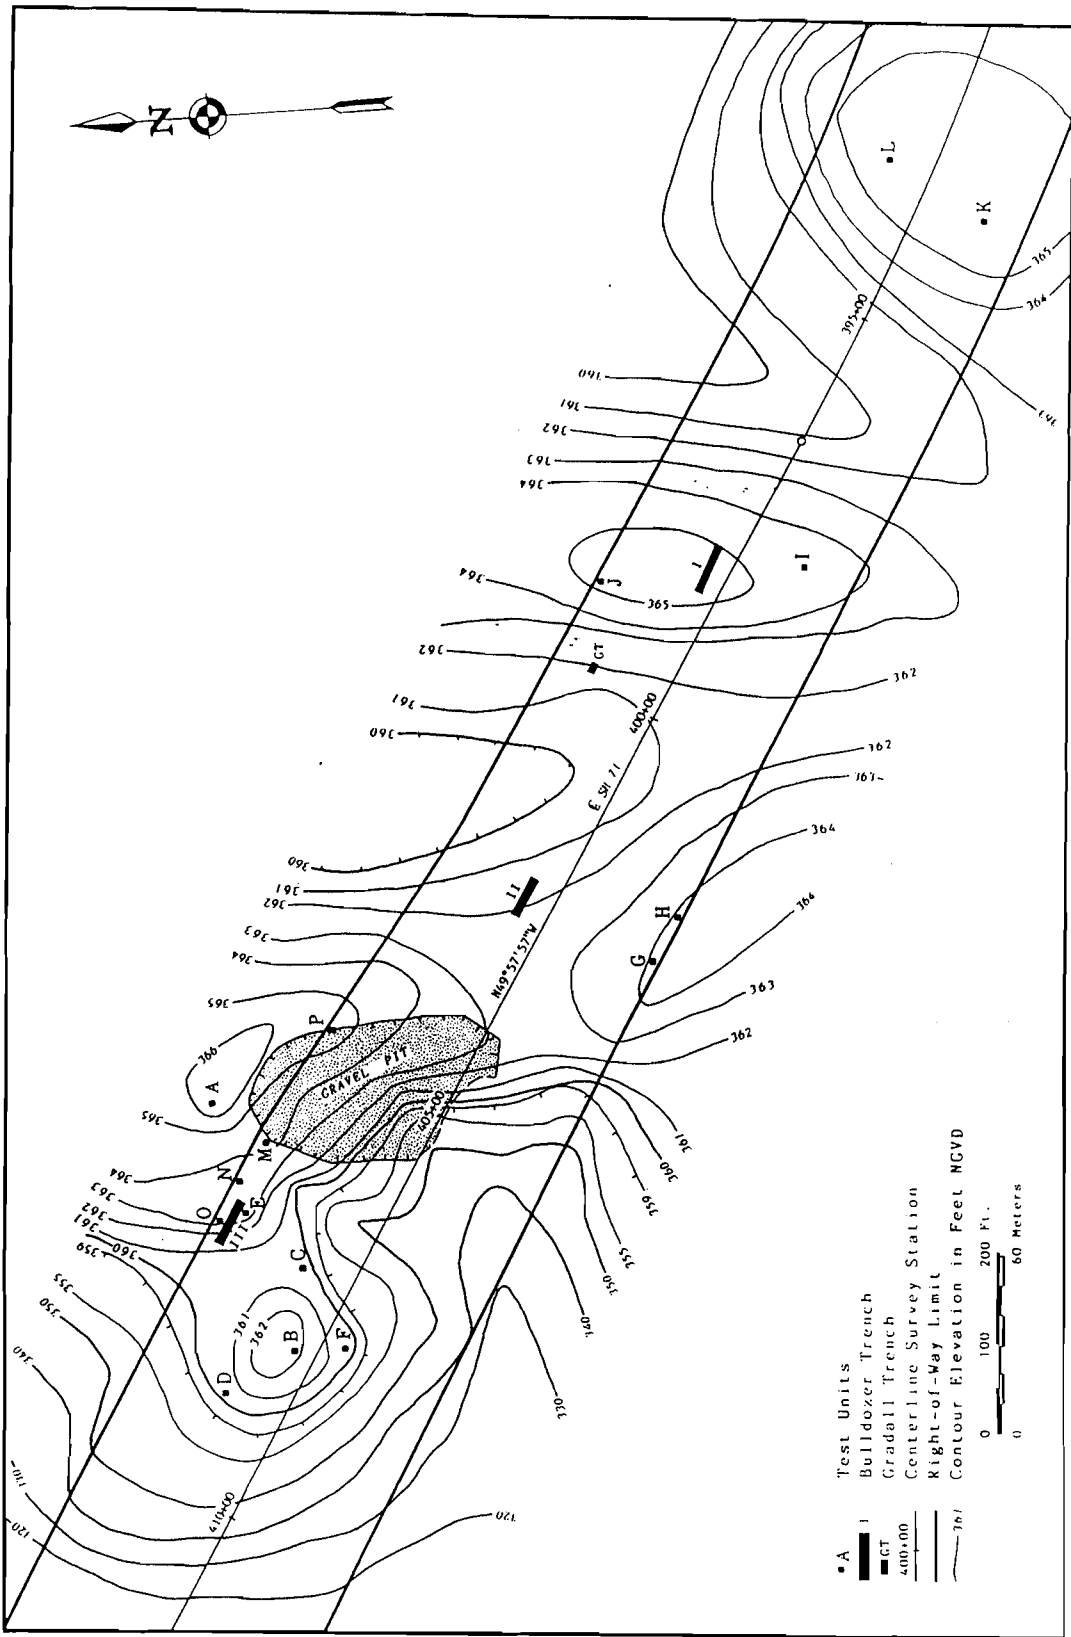 N
L
K
365
364
395+00
360
361
362
363
364
I
I
J
365
364
GT
362
362
361
400+00
360
℄ SH 71
362
363
364
364
360
361
362
II
H
G
N49°57'57"W
363
362
363
364
365
P
366
A
GRAVEL PIT
405+00
365
M
361
360
359
355
350
340
330
364
N
363
O
362
361
III
E
360
359
C
355
350
361
362
B
F
D
340
410+00
320
• A Test Units
I Bulldozer Trench
GT Gradall Trench
400+00 Centerline Survey Station
Right-of-Way Limit
361 Contour Elevation in Feet NGVD
0 100 200 Ft.
0 60 Meters